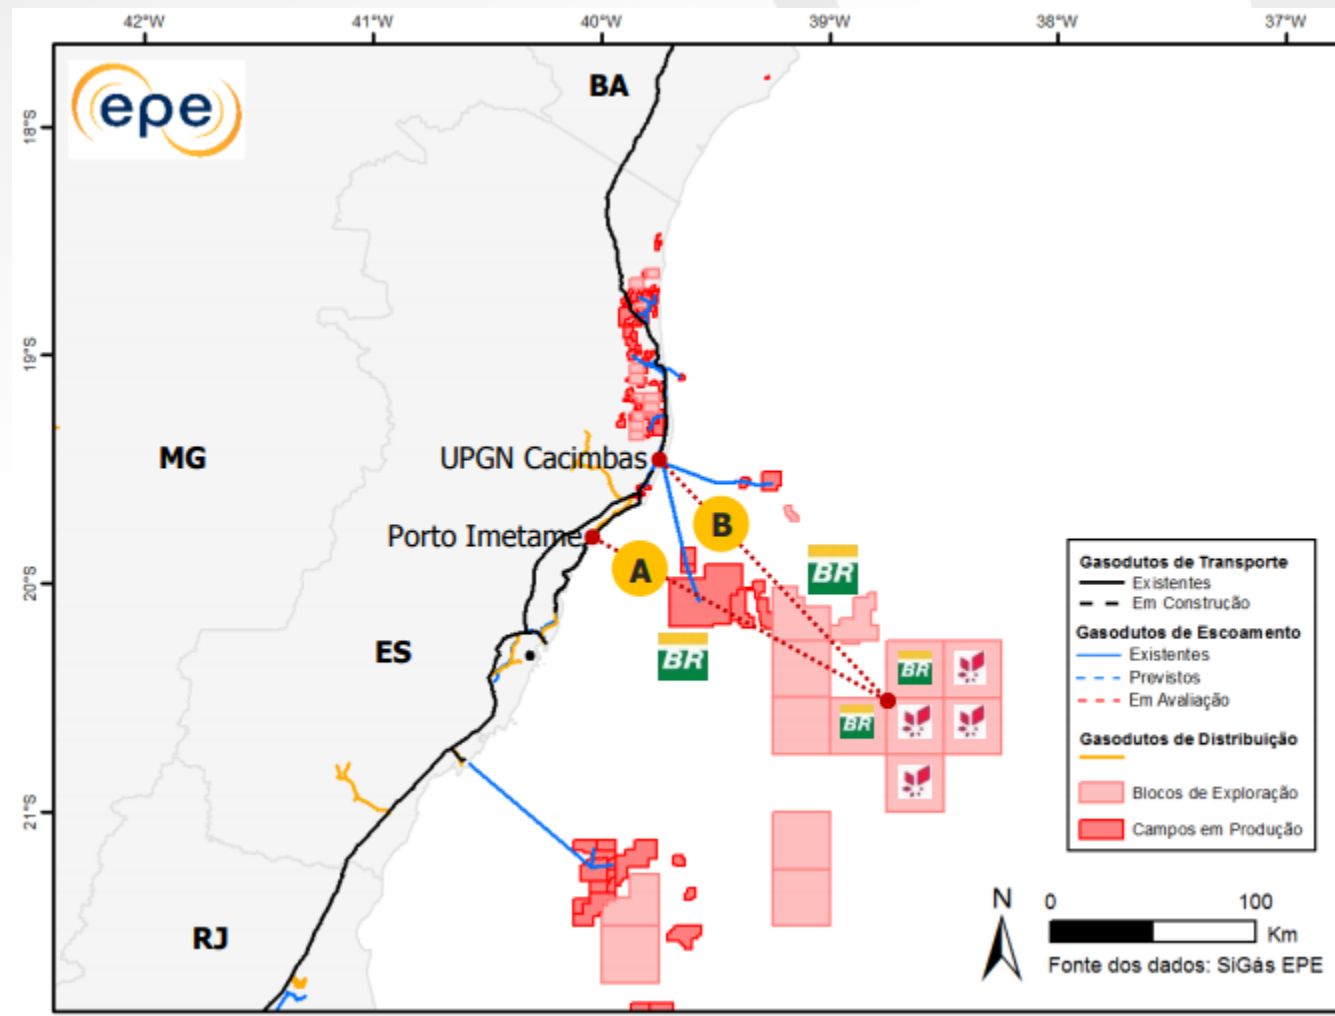 42°W 41°W 40°W 39°W 38°W 37°W
epe
BA
18°S
19°S
MG
UPGN Cacimbas
B
Porto Imetame
A
BR
20°S
ES
BR
BR
BR
21°S
RJ
Gasodutos de Transporte
Existentes
Em Construção
Gasodutos de Escoamento
Existentes
Previstos
Em Avaliação
Gasodutos de Distribuição
Blocos de Exploração
Campos em Produção
N
0 100
Km
Fonte dos dados: SiGás EPE